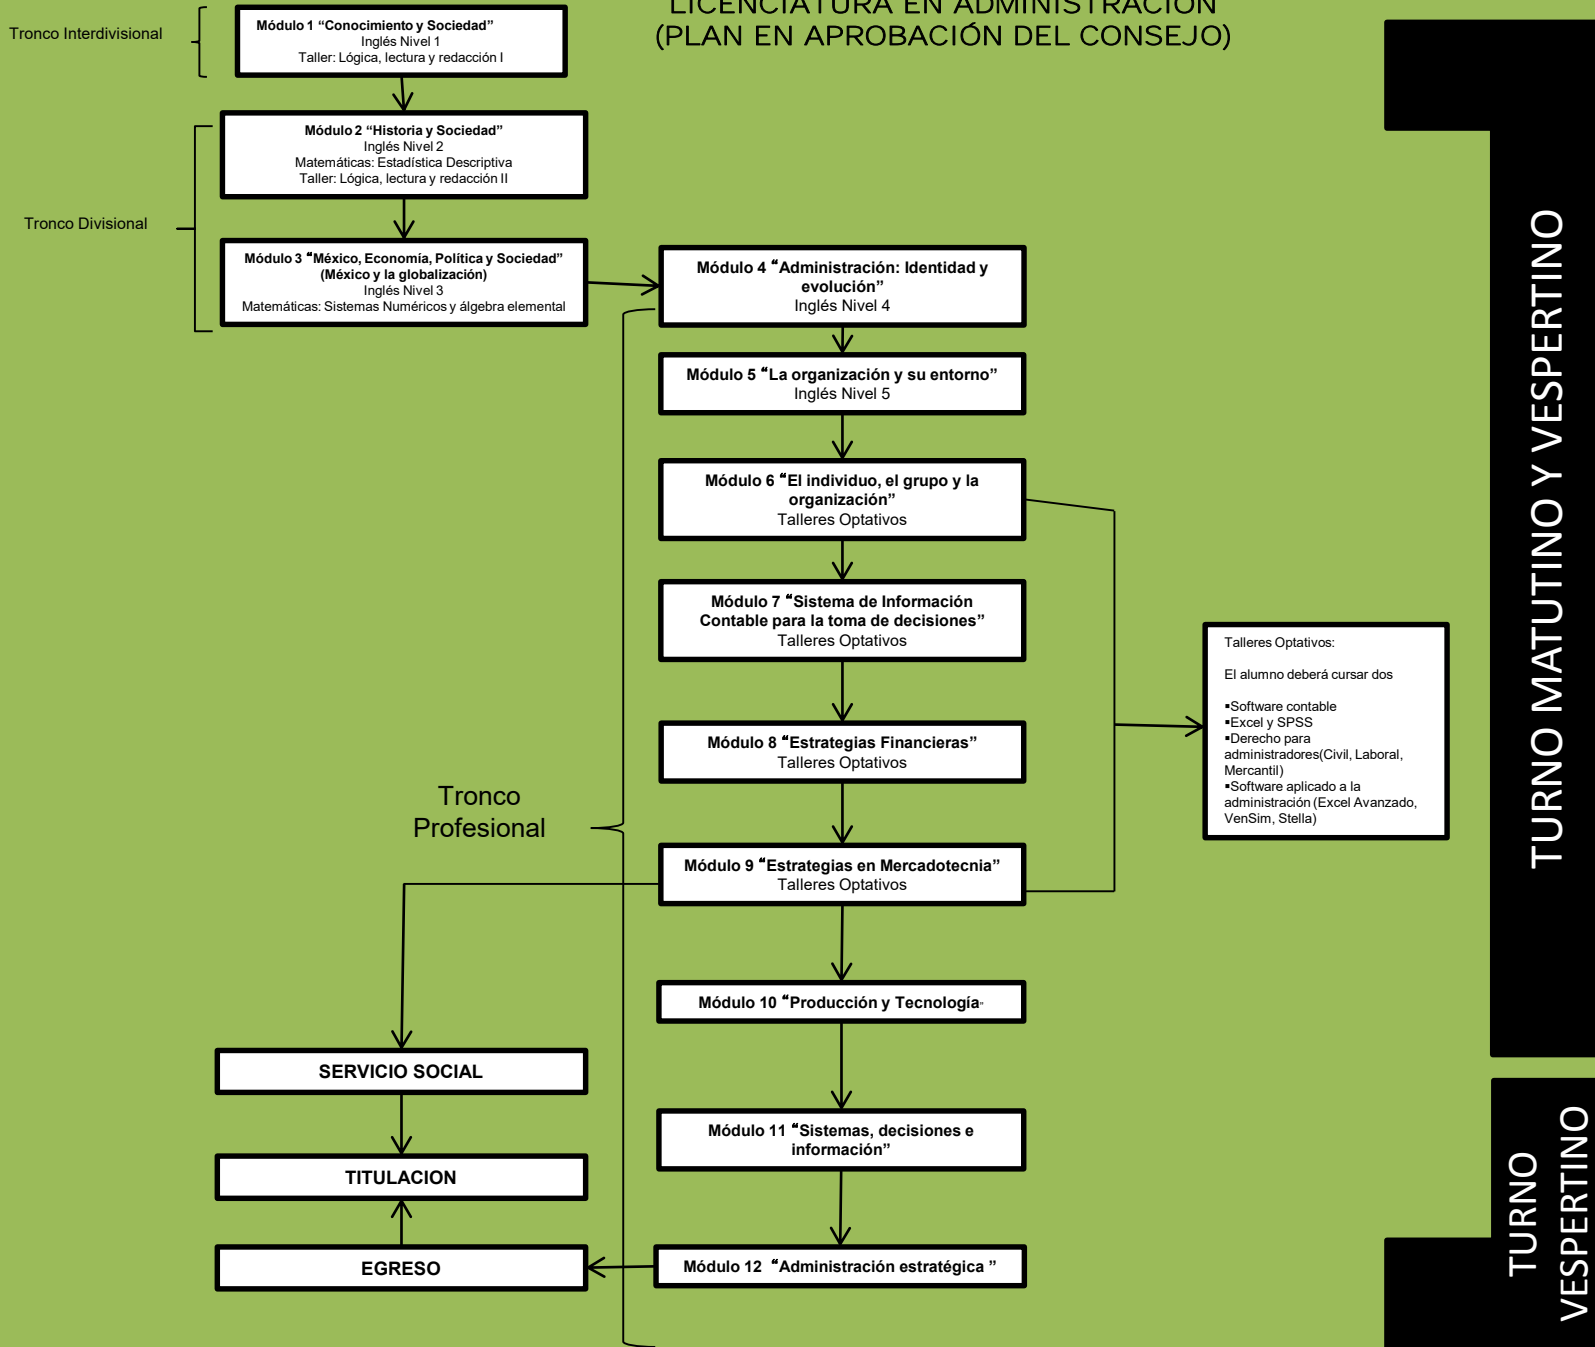 LICENCIATURA EN ADMINISTRACIÓN
(PLAN EN APROBACIÓN DEL CONSEJO)
Tronco Interdivisional
Módulo 1 “Conocimiento y Sociedad”
Inglés Nivel 1
Taller: Lógica, lectura y redacción I
Módulo 2 “Historia y Sociedad”
Inglés Nivel 2
Matemáticas: Estadística Descriptiva
Taller: Lógica, lectura y redacción II
Tronco Divisional
Módulo 3 “México, Economía, Política y Sociedad”
(México y la globalización)
Inglés Nivel 3
Matemáticas: Sistemas Numéricos y álgebra elemental
Módulo 4 “Administración: Identidad y
evolución”
Inglés Nivel 4
Módulo 5 “La organización y su entorno”
Inglés Nivel 5
Módulo 6 “El individuo, el grupo y la
organización”
Talleres Optativos
Módulo 7 “Sistema de Información
Contable para la toma de decisiones”
Talleres Optativos
Módulo 8 “Estrategias Financieras”
Talleres Optativos
Tronco
Profesional
Módulo 9 “Estrategias en Mercadotecnia”
Talleres Optativos
Módulo 10 “Producción y Tecnología”
Módulo 11 “Sistemas, decisiones e
información”
Módulo 12 “Administración estratégica ”
SERVICIO SOCIAL
TITULACION
EGRESO
Talleres Optativos:
El alumno deberá cursar dos
▪Software contable
▪Excel y SPSS
▪Derecho para
administradores(Civil, Laboral,
Mercantil)
▪Software aplicado a la
administración (Excel Avanzado,
VenSim, Stella)
TURNO MATUTINO Y VESPERTINO
TURNO
VESPERTINO